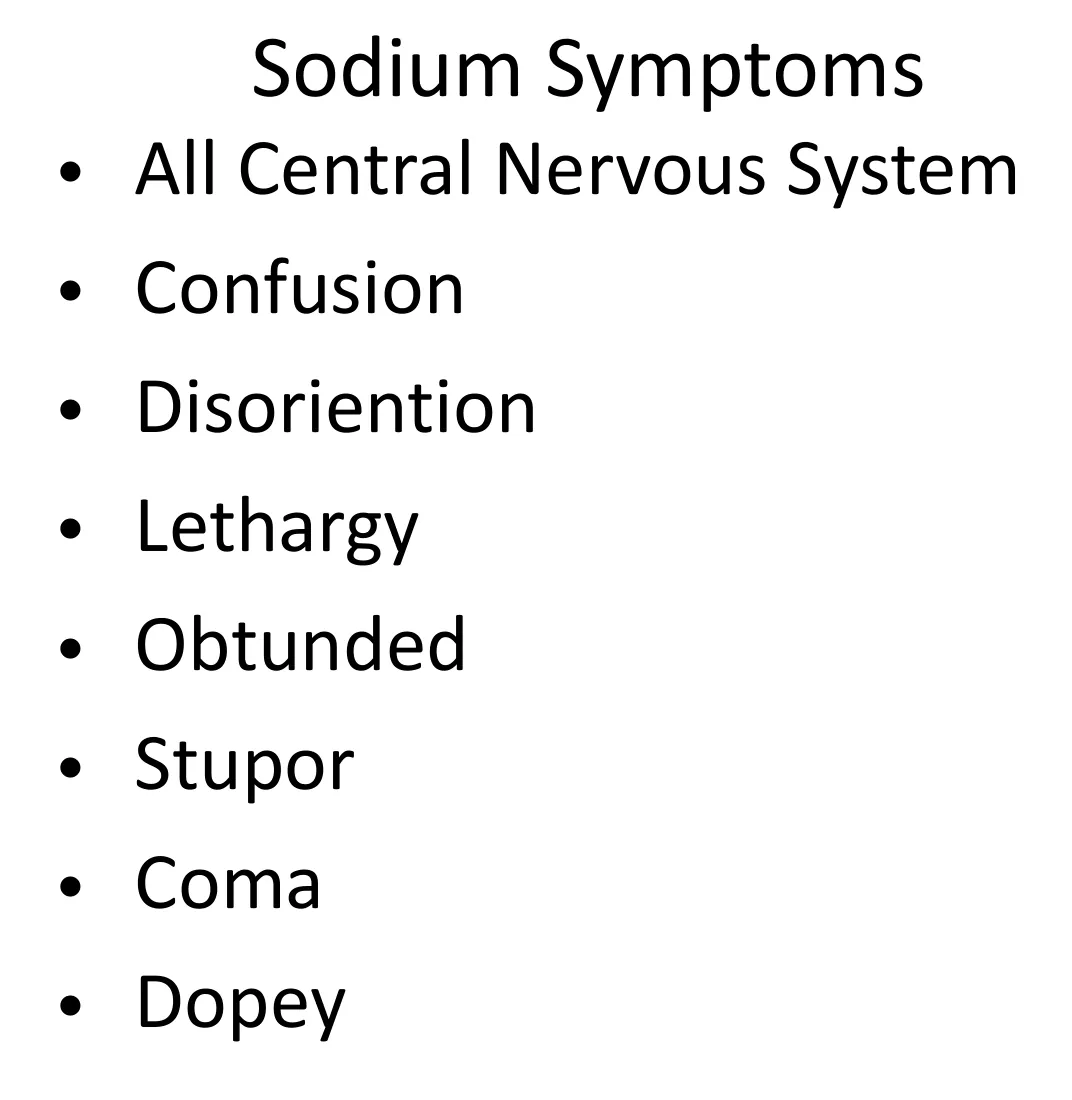 Sodium Symptoms
• All Central Nervous System
• Confusion
• Disoriention
• Lethargy
• Obtunded
• Stupor
• Coma
• Dopey